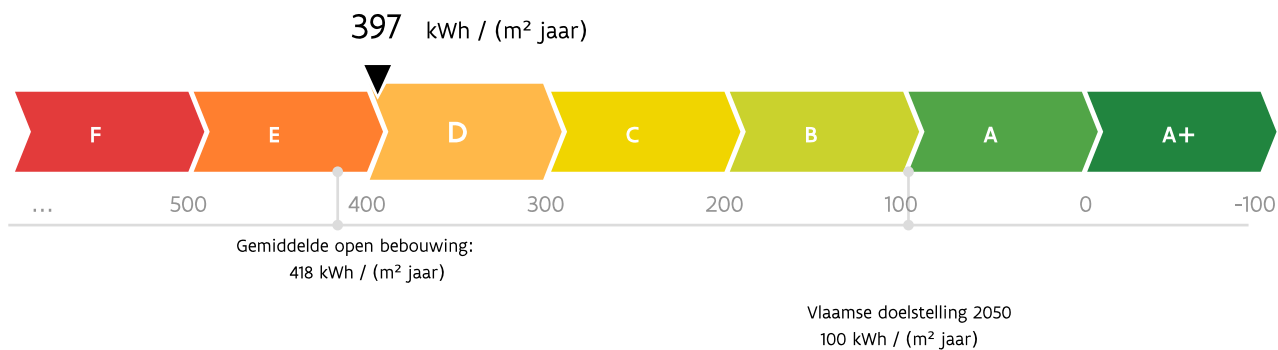 397 kWh / (m² jaar)
F E D C B A A+
... 500 400 300 200 100 0 -100
Gemiddelde open bebouwing:
418 kWh / (m² jaar)
Vlaamse doelstelling 2050
100 kWh / (m² jaar)